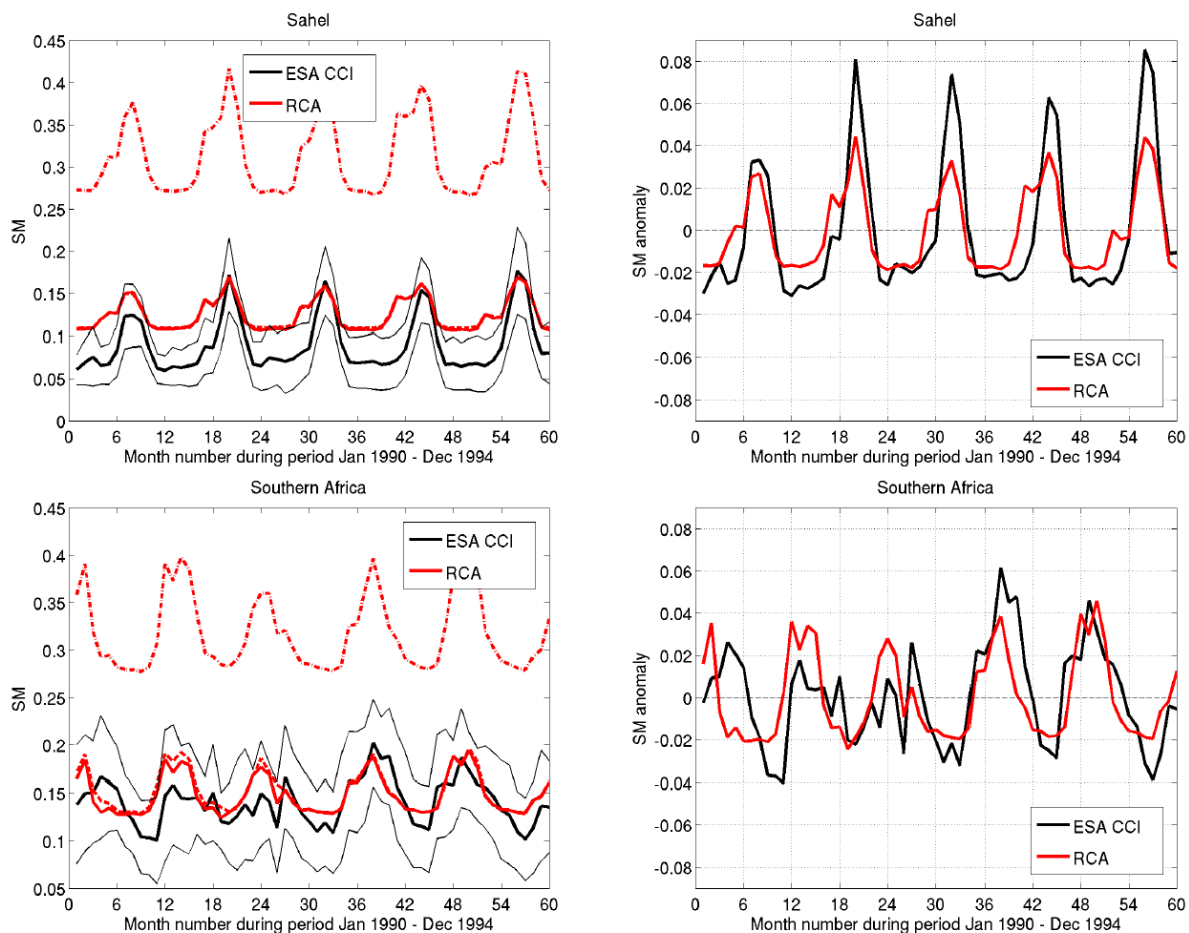 Sahel
0.45
0.4
0.35
0.3
0.25
0.2
0.15
0.1
0.05
0
SM
ESA CCI
RCA
0 6 12 18 24 30 36 42 48 54 60
Month number during period Jan 1990 - Dec 1994
Sahel
0.08
0.06
0.04
0.02
0
-0.02
-0.04
-0.06
-0.08
SM anomaly
ESA CCI
RCA
0 6 12 18 24 30 36 42 48 54 60
Month number during period Jan 1990 - Dec 1994
Southern Africa
0.45
0.4
0.35
0.3
0.25
0.2
0.15
0.1
0.05
SM
ESA CCI
RCA
0 6 12 18 24 30 36 42 48 54 60
Month number during period Jan 1990 - Dec 1994
Southern Africa
0.08
0.06
0.04
0.02
0
-0.02
-0.04
-0.06
-0.08
SM anomaly
ESA CCI
RCA
0 6 12 18 24 30 36 42 48 54 60
Month number during period Jan 1990 - Dec 1994